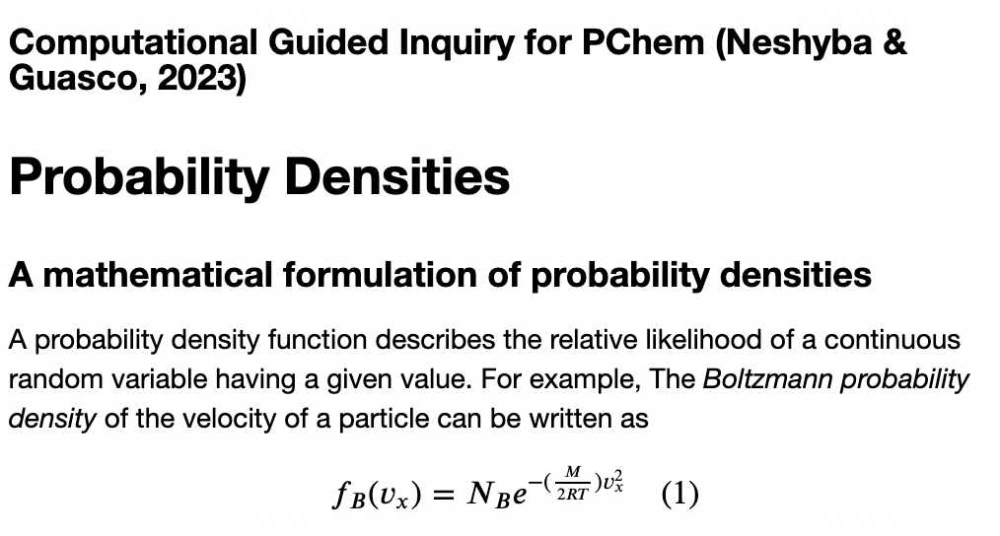 Computational Guided Inquiry for PChem (Neshyba &
Guasco, 2023)
Probability Densities
A mathematical formulation of probability densities
A probability density function describes the relative likelihood of a continuous
random variable having a given value. For example, The Boltzmann probability
density of the velocity of a particle can be written as
f_B(v_x) = N_B e^{-(\frac{M}{2RT})v_x^2} (1)